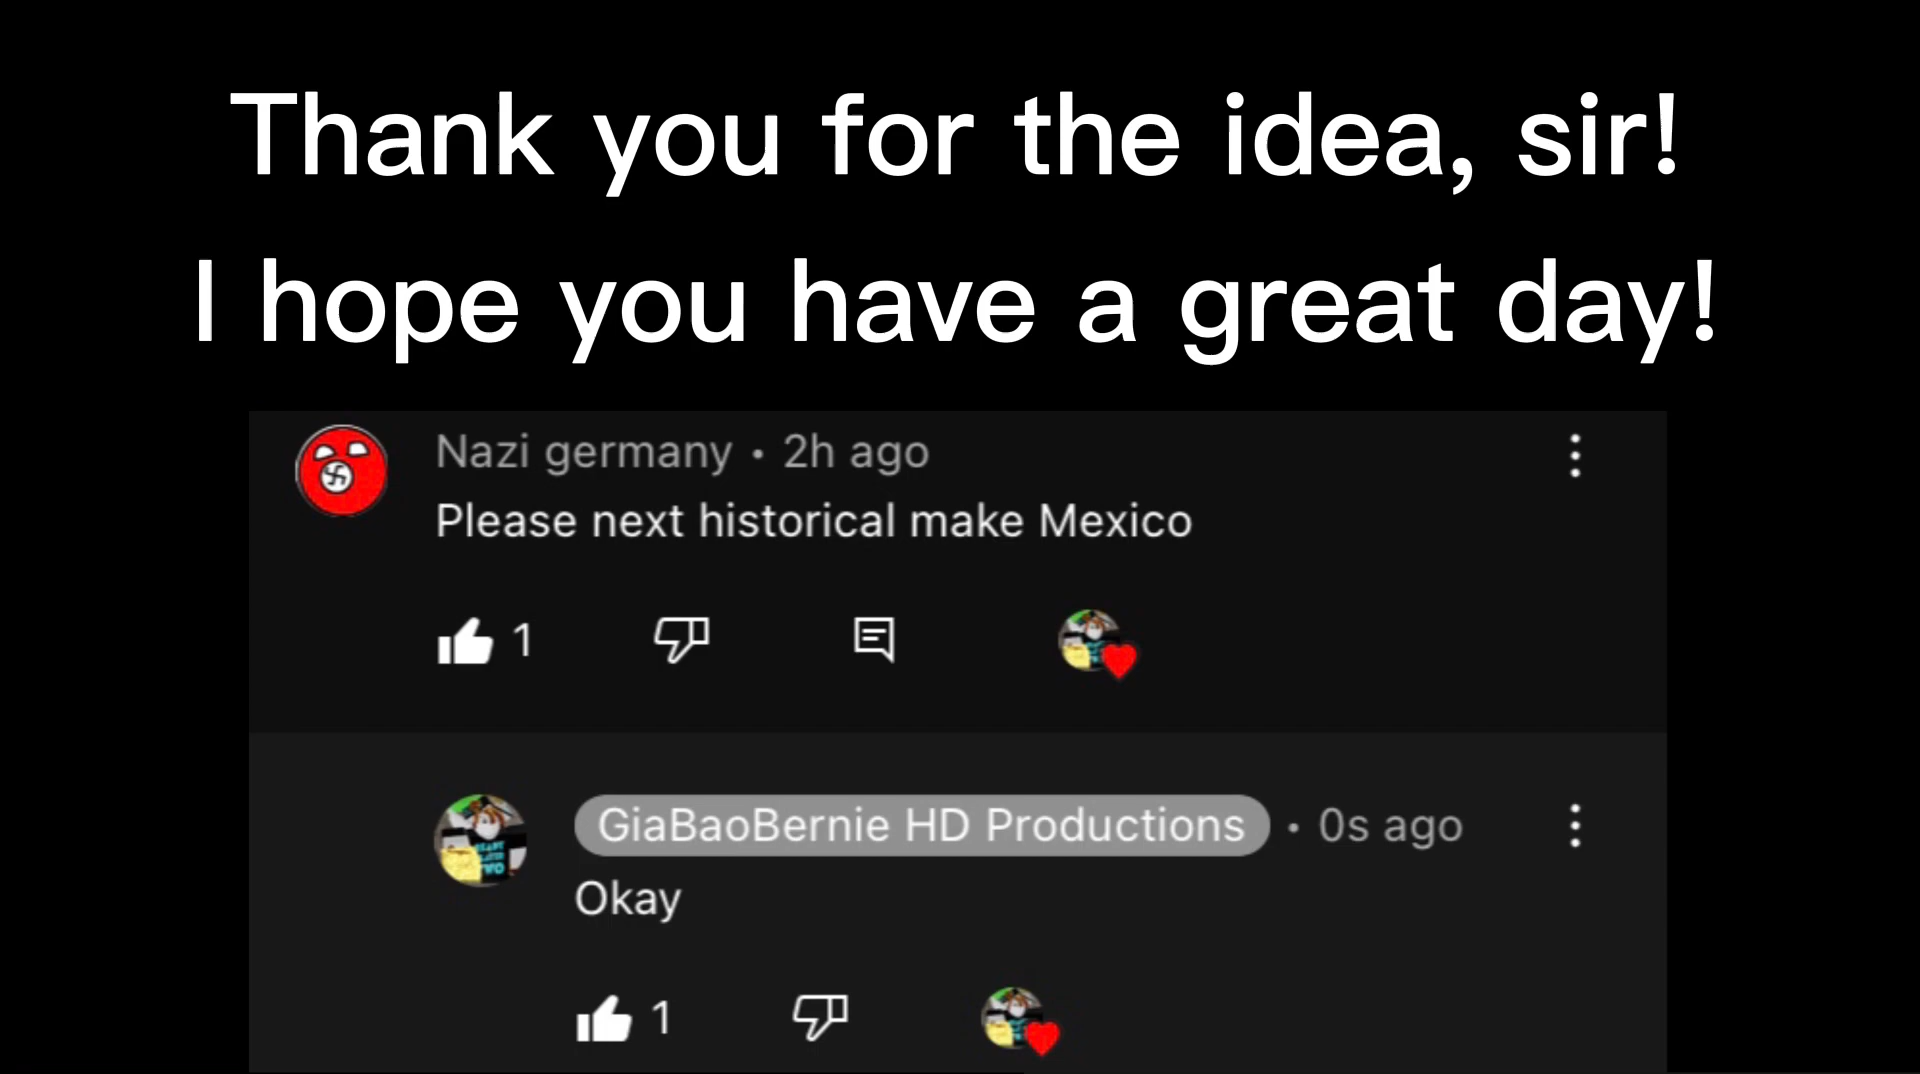 Thank you for the idea, sir!
I hope you have a great day!
Nazi germany • 2h ago
Please next historical make Mexico
1
GiaBaoBernie HD Productions • 0s ago
Okay
1